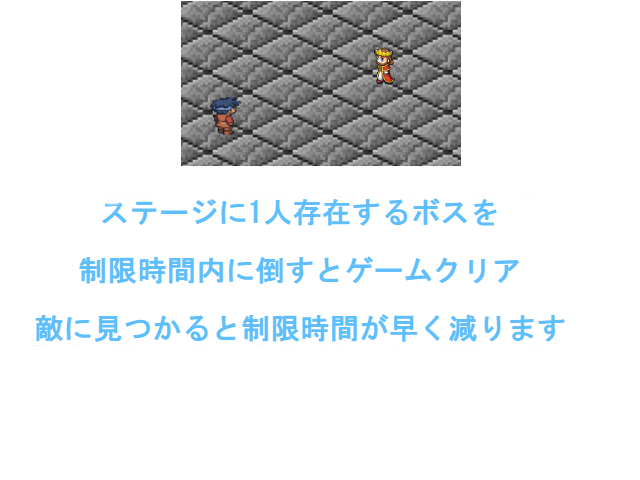 ステージに1人存在するボスを
制限時間内に倒すとゲームクリア
敵に見つかると制限時間が早く減ります